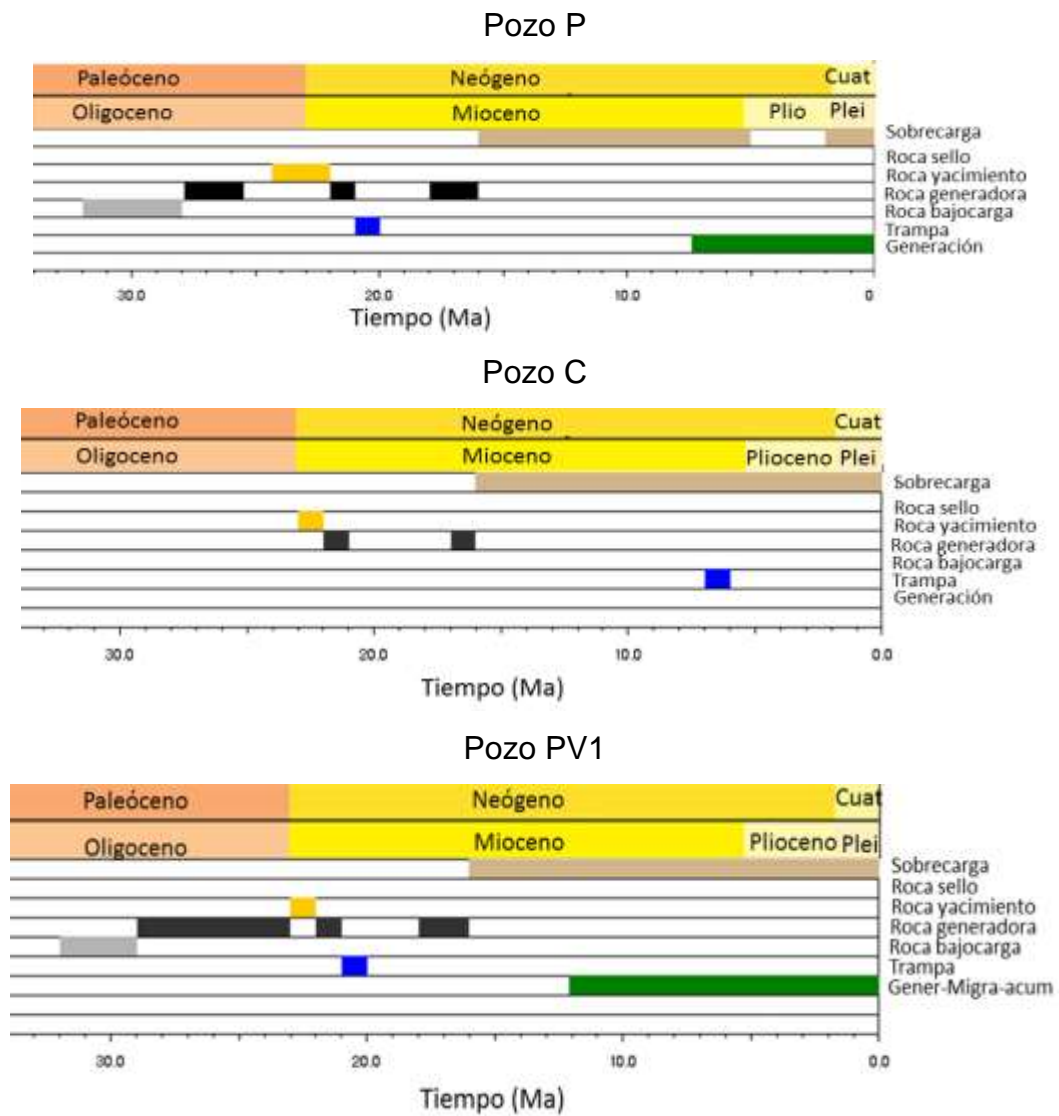 Pozo P
Paleóceno Neógeno Cuat
Oligoceno Mioceno Plio Plei
Sobrecarga
Roca sello
Roca yacimiento
Roca generadora
Roca bajocarga
Trampa
Generación
30.0 20.0 10.0 0
Tiempo (Ma)
Pozo C
Paleóceno Neógeno Cuat
Oligoceno Mioceno Plioceno Plei
Sobrecarga
Roca sello
Roca yacimiento
Roca generadora
Roca bajocarga
Trampa
Generación
30.0 20.0 10.0 0.0
Tiempo (Ma)
Pozo PV1
Paleóceno Neógeno Cuat
Oligoceno Mioceno Plioceno Plei
Sobrecarga
Roca sello
Roca yacimiento
Roca generadora
Roca bajocarga
Trampa
Gener-Migra-acum
30.0 20.0 10.0 0.0
Tiempo (Ma)